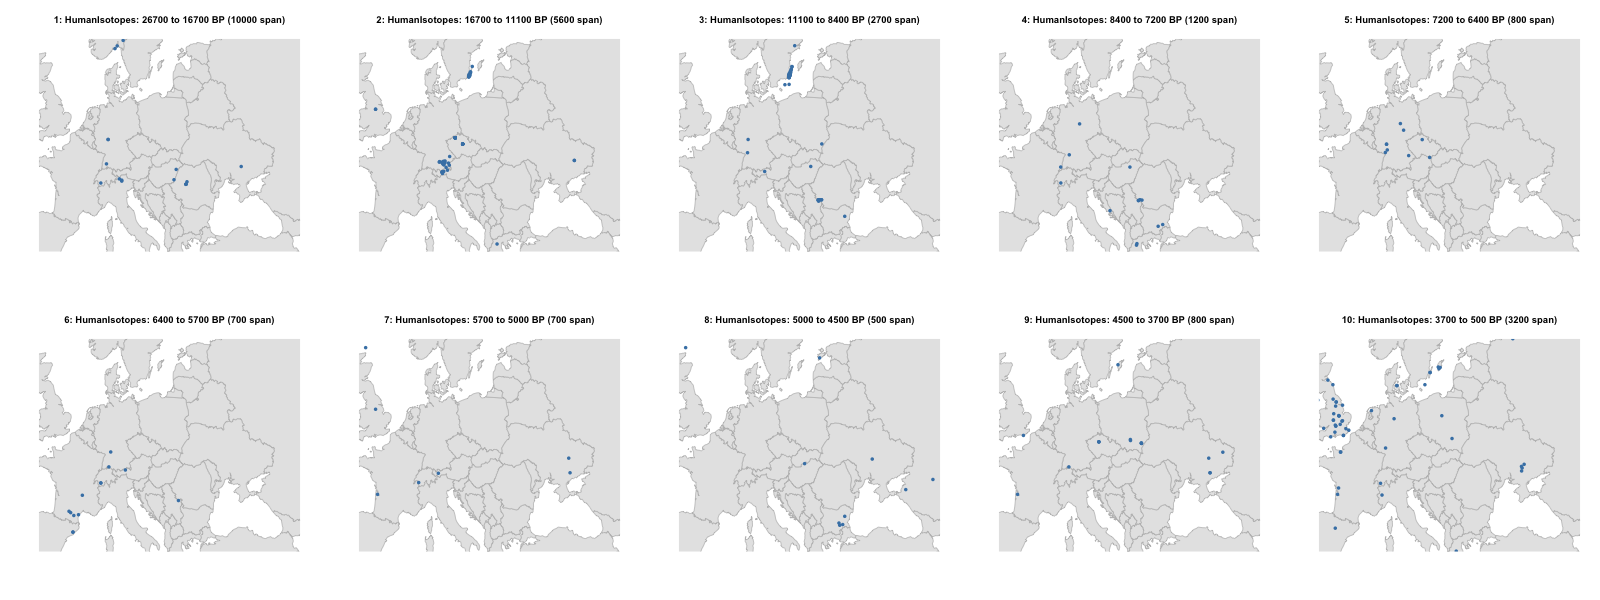 1: HumanIsotopes: 26700 to 16700 BP (10000 span)
2: HumanIsotopes: 16700 to 11100 BP (5600 span)
3: HumanIsotopes: 11100 to 8400 BP (2700 span)
4: HumanIsotopes: 8400 to 7200 BP (1200 span)
5: HumanIsotopes: 7200 to 6400 BP (800 span)
6: HumanIsotopes: 6400 to 5700 BP (700 span)
7: HumanIsotopes: 5700 to 5000 BP (700 span)
8: HumanIsotopes: 5000 to 4500 BP (500 span)
9: HumanIsotopes: 4500 to 3700 BP (800 span)
10: HumanIsotopes: 3700 to 500 BP (3200 span)